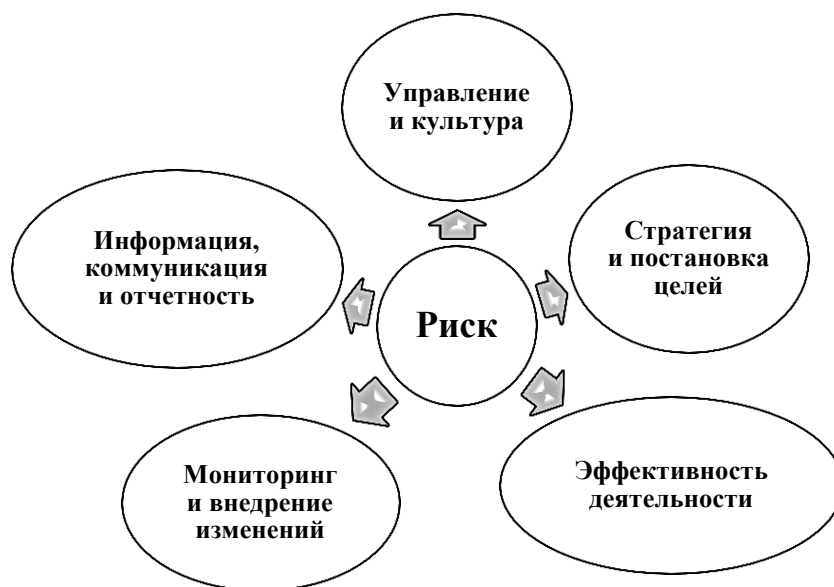 Управление
и культура
Стратегия
и постановка
целей
Информация,
коммуникация
и отчетность
Риск
Эффективность
деятельности
Мониторинг
и внедрение
изменений